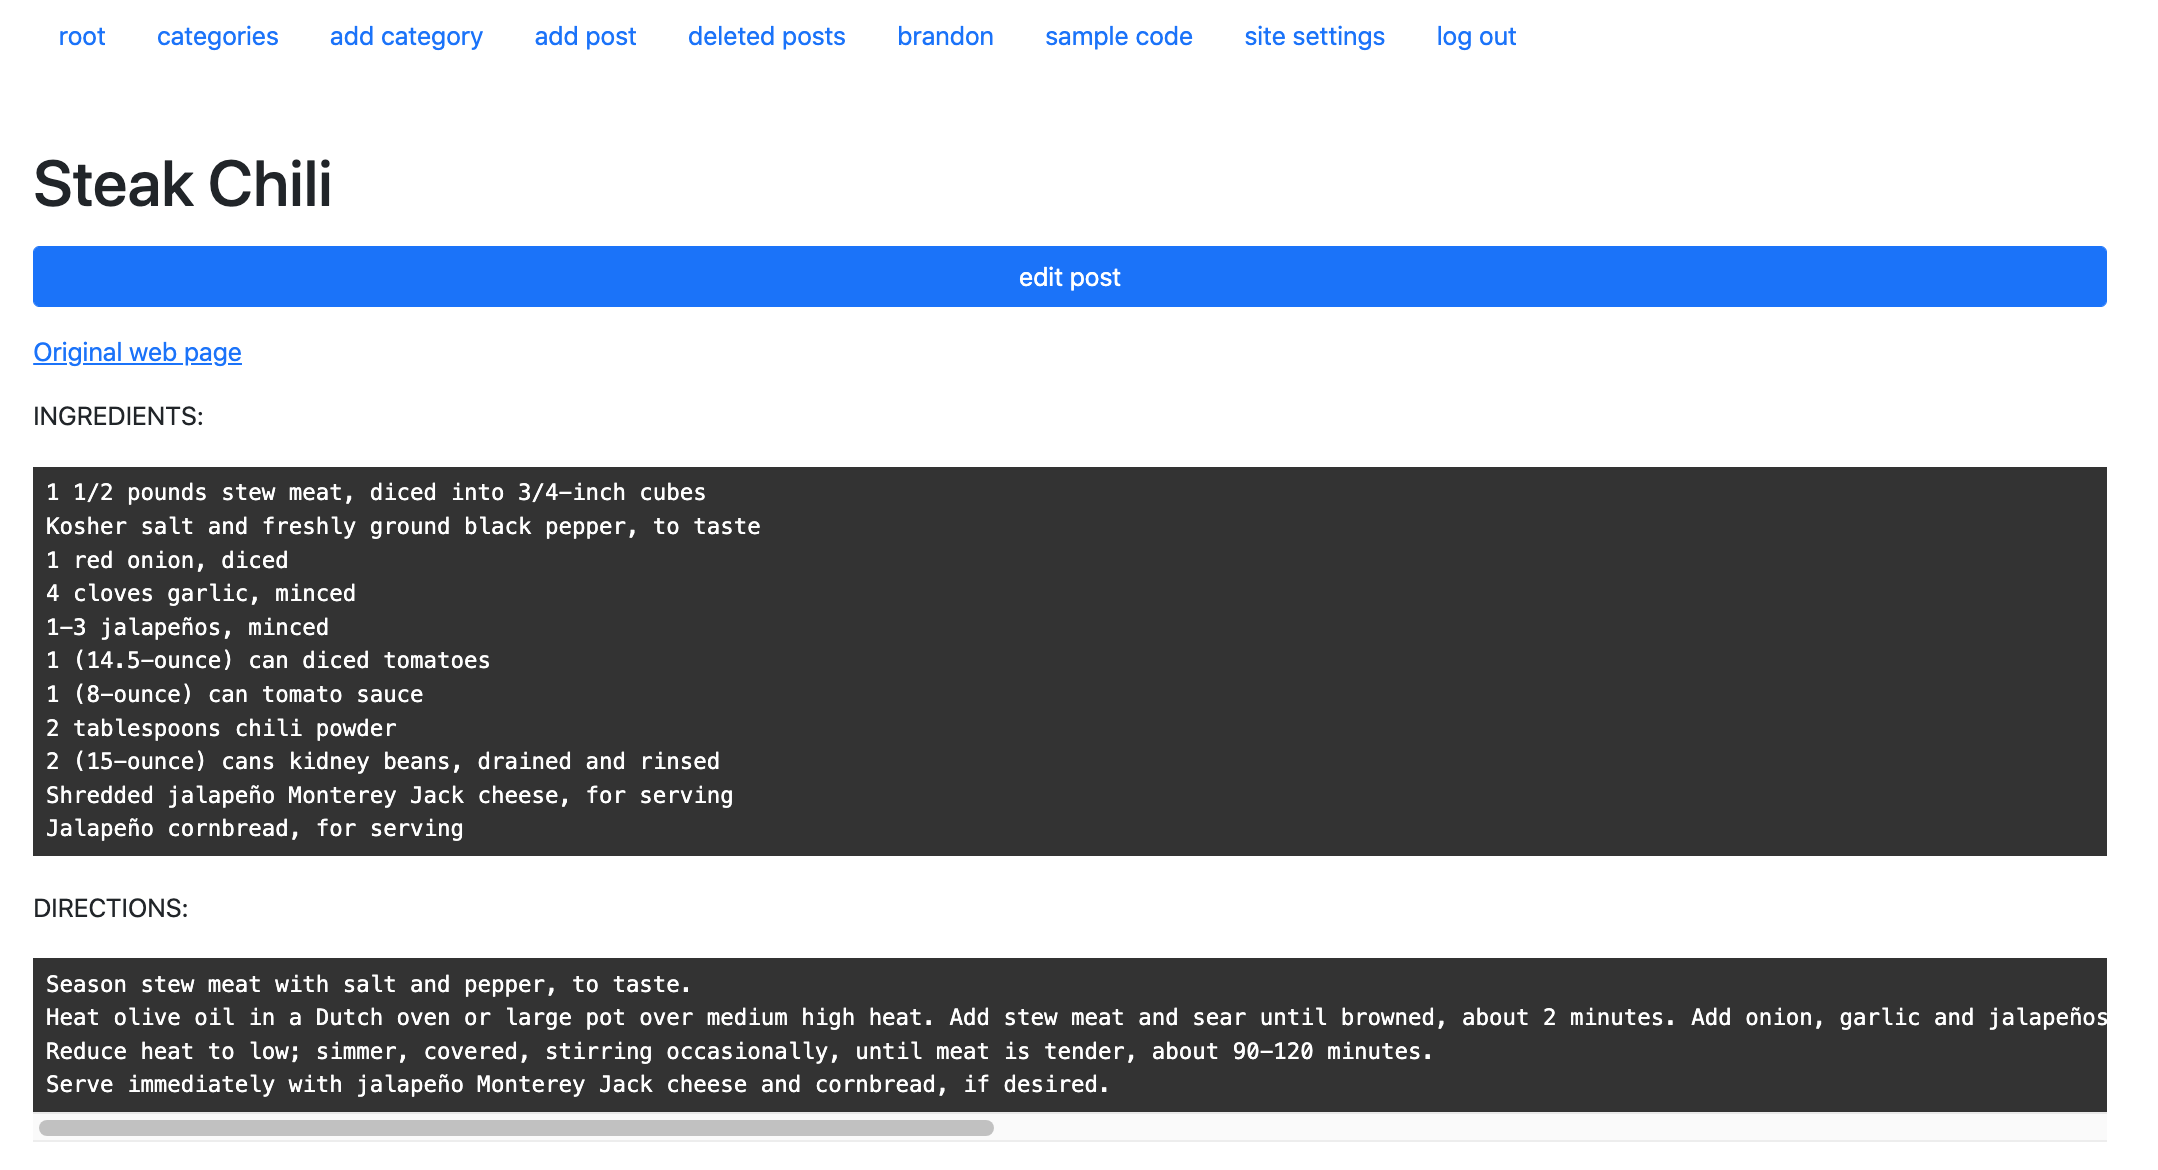 root categories add category add post deleted posts brandon sample code site settings log out
Steak Chili
edit post
Original web page
INGREDIENTS:
1 1/2 pounds stew meat, diced into 3/4-inch cubes
Kosher salt and freshly ground black pepper, to taste
1 red onion, diced
4 cloves garlic, minced
1-3 jalapeños, minced
1 (14.5-ounce) can diced tomatoes
1 (8-ounce) can tomato sauce
2 tablespoons chili powder
2 (15-ounce) cans kidney beans, drained and rinsed
Shredded jalapeño Monterey Jack cheese, for serving
Jalapeño cornbread, for serving
DIRECTIONS:
Season stew meat with salt and pepper, to taste.
Heat olive oil in a Dutch oven or large pot over medium high heat. Add stew meat and sear until browned, about 2 minutes. Add onion, garlic and jalapeños
Reduce heat to low; simmer, covered, stirring occasionally, until meat is tender, about 90-120 minutes.
Serve immediately with jalapeño Monterey Jack cheese and cornbread, if desired.